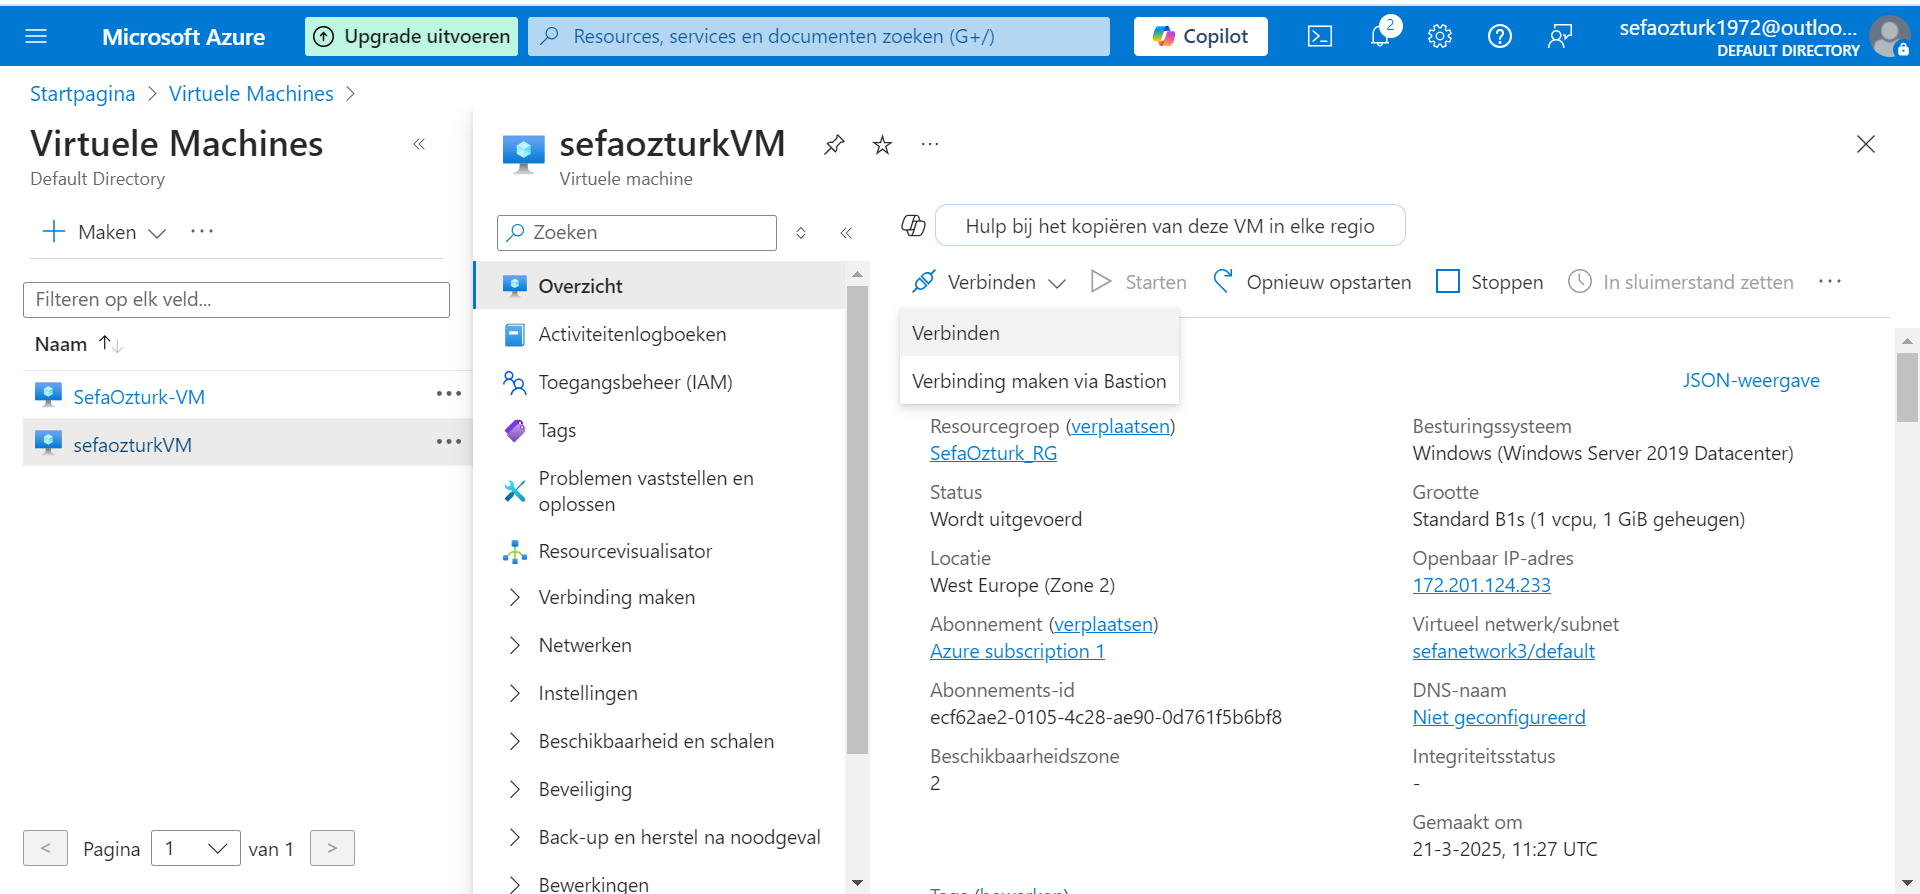 Microsoft Azure
Upgrade uitvoeren
Resources, services en documenten zoeken (G+/)
Copilot
2
sefaozturk1972@outloo...
DEFAULT DIRECTORY
Startpagina > Virtuele Machines >
Virtuele Machines
Default Directory
Maken
Filteren op elk veld...
Naam
SefaOzturk-VM
sefaozturkVM
Pagina 1 van 1
sefaozturkVM
Virtuele machine
Zoeken
Overzicht
Activiteitenlogboeken
Toegangsbeheer (IAM)
Tags
Problemen vaststellen en
oplossen
Resourcevisualisator
Verbinding maken
Netwerken
Instellingen
Beschikbaarheid en schalen
Beveiliging
Back-up en herstel na noodgeval
Bewerkingen
Hulp bij het kopiëren van deze VM in elke regio
Verbinden Starten Opnieuw opstarten Stoppen In sluimerstand zetten
Verbinden
Verbinding maken via Bastion
JSON-weergave
Resourcegroep (verplaatsen)
SefaOzturk_RG
Status
Wordt uitgevoerd
Locatie
West Europe (Zone 2)
Abonnement (verplaatsen)
Azure subscription 1
Abonnements-id
ecf62ae2-0105-4c28-ae90-0d761f5b6bf8
Beschikbaarheidszone
2
Besturingssysteem
Windows (Windows Server 2019 Datacenter)
Grootte
Standard B1s (1 vcpu, 1 GiB geheugen)
Openbaar IP-adres
172.201.124.233
Virtueel netwerk/subnet
sefanetwork3/default
DNS-naam
Niet geconfigureerd
Integriteitsstatus
-
Gemaakt om
21-3-2025, 11:27 UTC
Tags (bewerken)